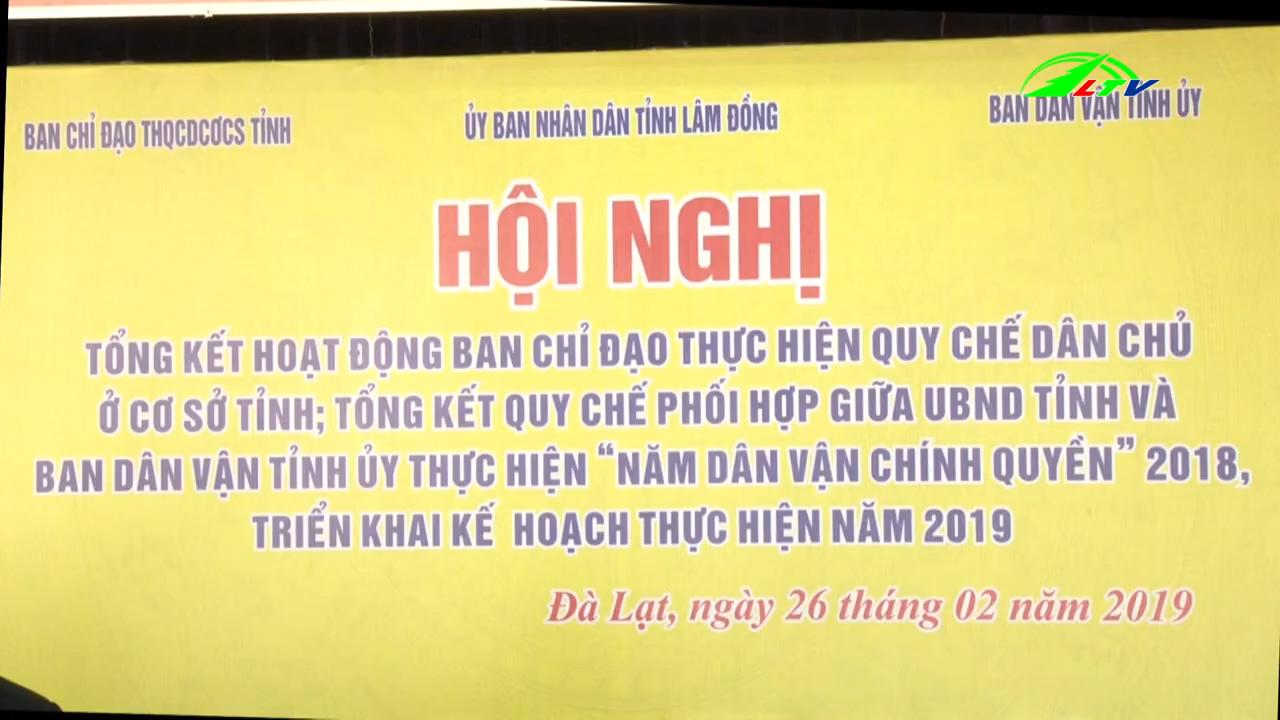 LTV
BAN CHỈ ĐẠO THQCDCƠCS TỈNH
ỦY BAN NHÂN DÂN TỈNH LÂM ĐỒNG
BAN DÂN VẬN TỈNH ỦY
HỘI NGHỊ
TỔNG KẾT HOẠT ĐỘNG BAN CHỈ ĐẠO THỰC HIỆN QUY CHẾ DÂN CHỦ
Ở CƠ SỞ TỈNH; TỔNG KẾT QUY CHẾ PHỐI HỢP GIỮA UBND TỈNH VÀ
BAN DÂN VẬN TỈNH ỦY THỰC HIỆN “NĂM DÂN VẬN CHÍNH QUYỀN” 2018,
TRIỂN KHAI KẾ HOẠCH THỰC HIỆN NĂM 2019
Đà Lạt, ngày 26 tháng 02 năm 2019